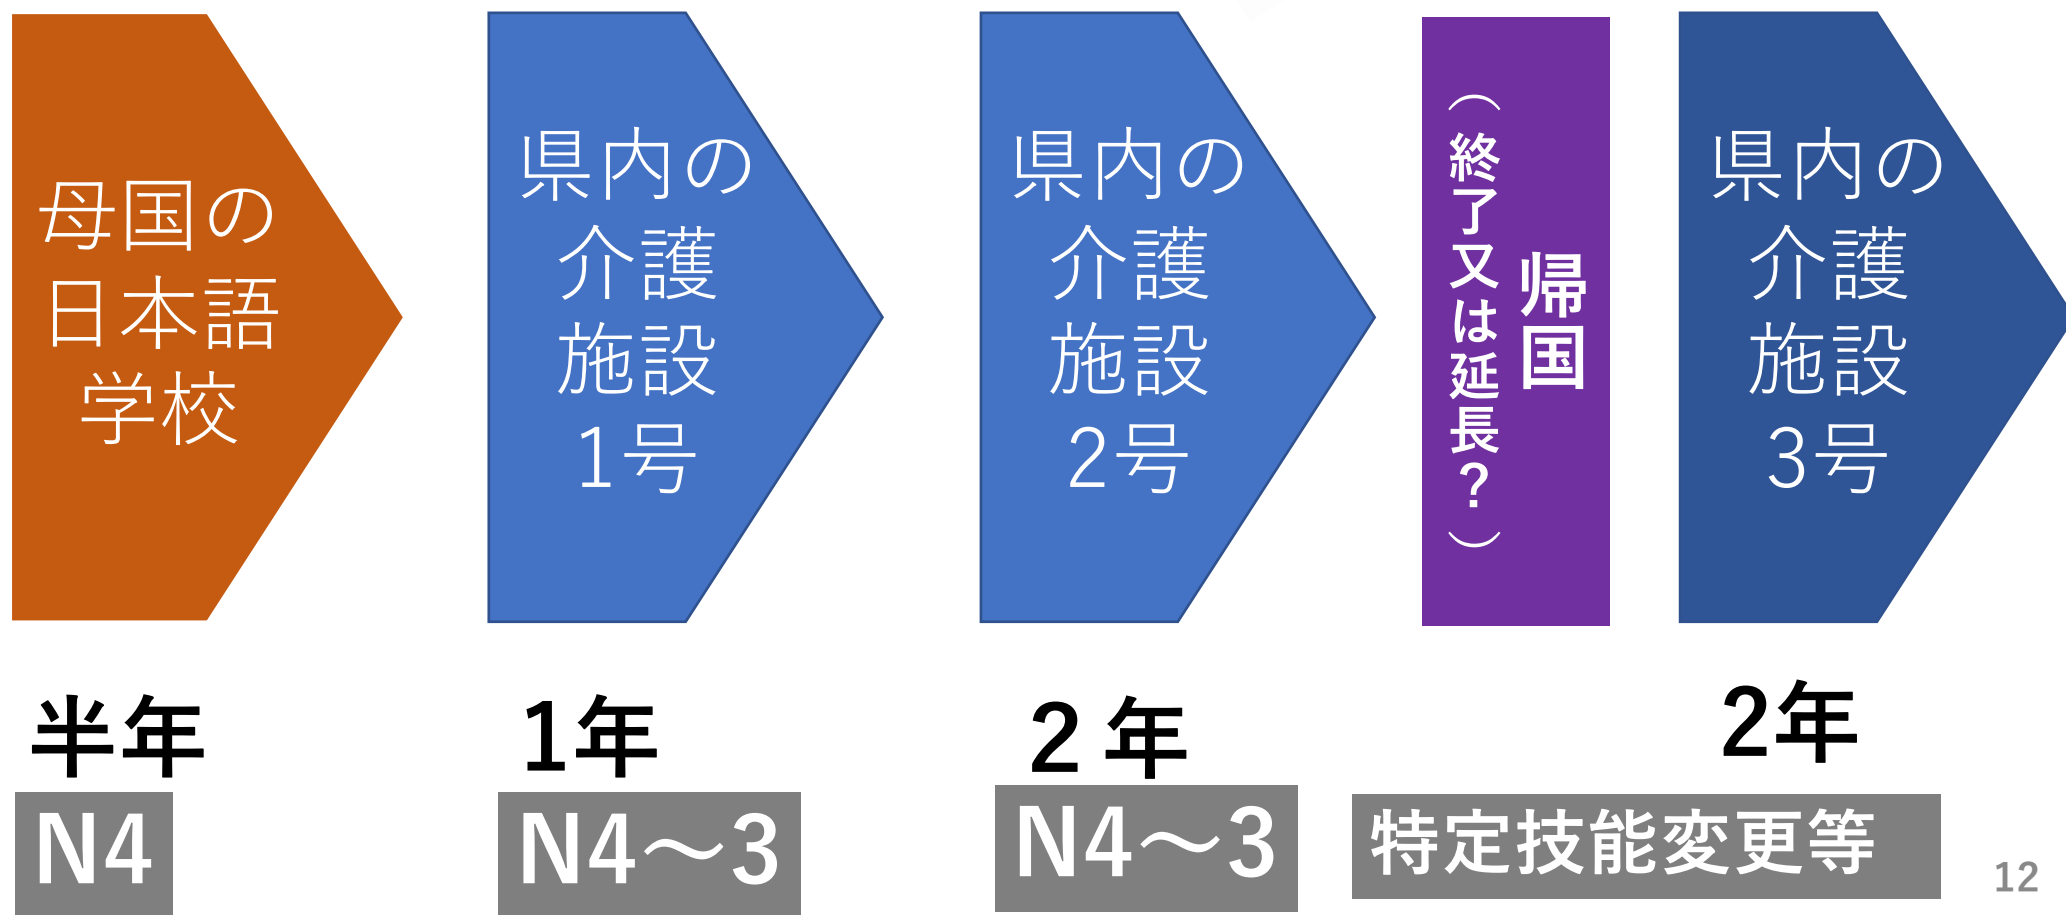 母国の
日本語
学校
県内の
介護
施設
1号
県内の
介護
施設
2号
帰国
（終了又は延長？）
県内の
介護
施設
3号
半年
1年
2年
2年
N4
N4～3
N4～3
特定技能変更等
12